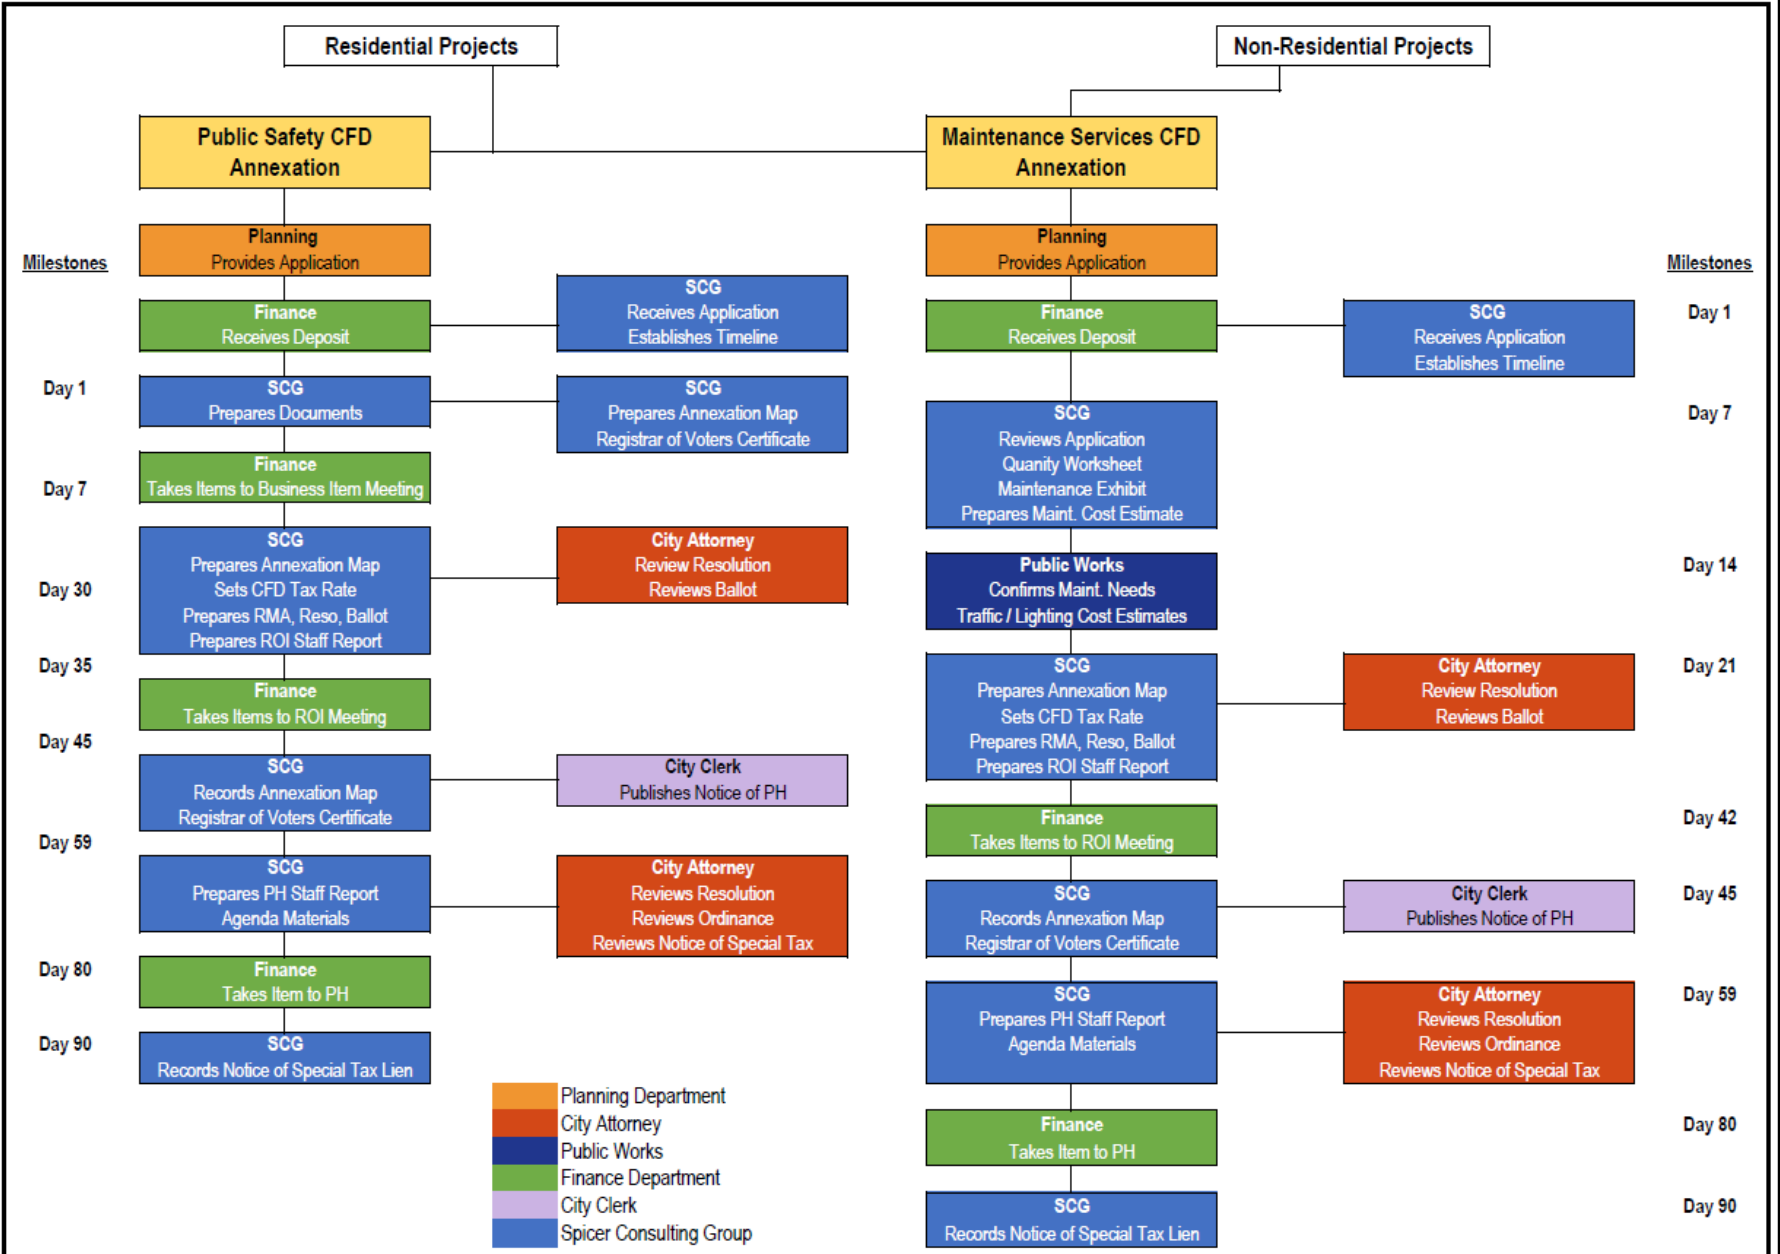 Residential Projects
Non-Residential Projects
Public Safety CFD
Annexation
Maintenance Services CFD
Annexation
Milestones
Planning
Provides Application
Finance
Receives Deposit
SCG
Receives Application
Establishes Timeline
Day 1
SCG
Prepares Documents
SCG
Prepares Annexation Map
Registrar of Voters Certificate
Day 7
Finance
Takes Items to Business Item Meeting
Day 30
SCG
Prepares Annexation Map
Sets CFD Tax Rate
Prepares RMA, Reso, Ballot
Prepares ROI Staff Report
City Attorney
Review Resolution
Reviews Ballot
Day 35
Finance
Takes Items to ROI Meeting
Day 45
SCG
Records Annexation Map
Registrar of Voters Certificate
City Clerk
Publishes Notice of PH
Day 59
SCG
Prepares PH Staff Report
Agenda Materials
City Attorney
Reviews Resolution
Reviews Ordinance
Reviews Notice of Special Tax
Day 80
Finance
Takes Item to PH
Day 90
SCG
Records Notice of Special Tax Lien
Planning
Provides Application
Milestones
Finance
Receives Deposit
SCG
Receives Application
Establishes Timeline
Day 1
SCG
Reviews Application
Quanity Worksheet
Maintenance Exhibit
Prepares Maint. Cost Estimate
Day 7
Public Works
Confirms Maint. Needs
Traffic / Lighting Cost Estimates
Day 14
SCG
Prepares Annexation Map
Sets CFD Tax Rate
Prepares RMA, Reso, Ballot
Prepares ROI Staff Report
City Attorney
Review Resolution
Reviews Ballot
Day 21
Finance
Takes Items to ROI Meeting
Day 42
SCG
Records Annexation Map
Registrar of Voters Certificate
City Clerk
Publishes Notice of PH
Day 45
SCG
Prepares PH Staff Report
Agenda Materials
City Attorney
Reviews Resolution
Reviews Ordinance
Reviews Notice of Special Tax
Day 59
Finance
Takes Item to PH
Day 80
SCG
Records Notice of Special Tax Lien
Day 90
Planning Department
City Attorney
Public Works
Finance Department
City Clerk
Spicer Consulting Group